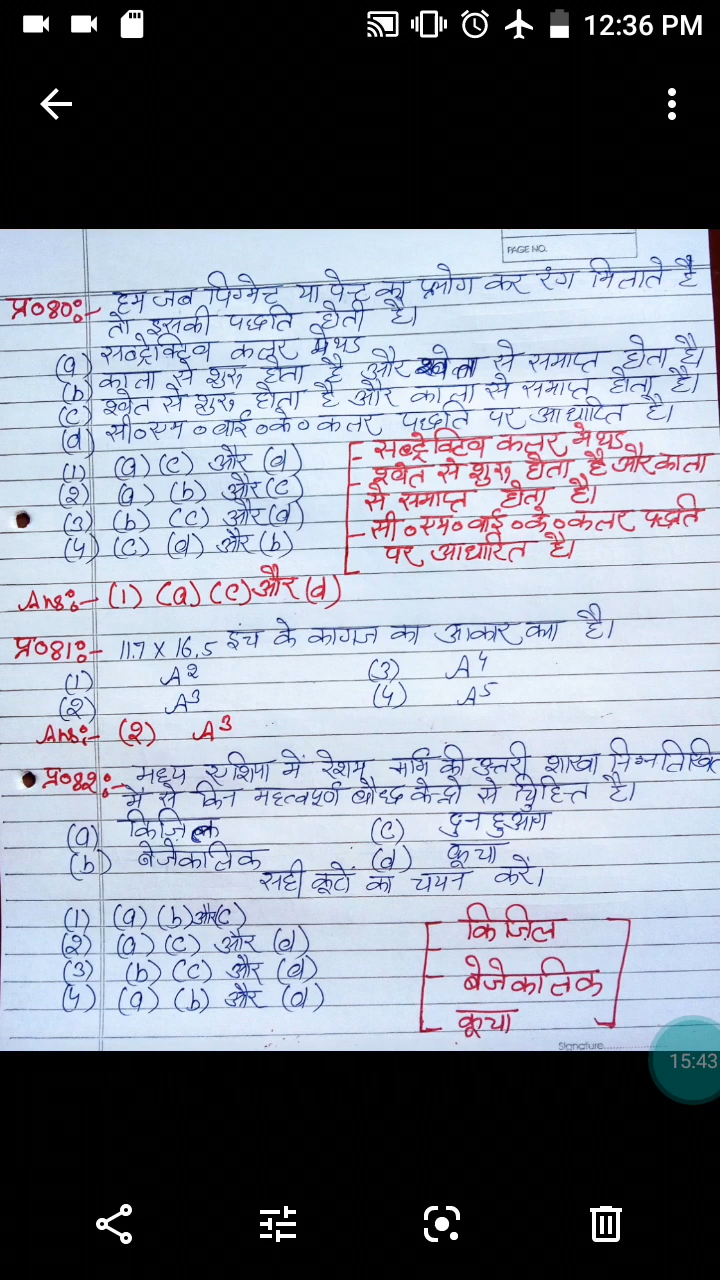 12:36 PM
PAGE NO.
प्र०80:- हम जब पिग्मेंट या पेन्ट का प्रयोग कर रंग मिलाते है
तो इसकी पद्धति होती है।
(a) सब्ट्रेक्टिव कलर मेथड
(b) काला से शुरू होता है और श्वेत से समाप्त होता है।
(c) श्वेत से शुरू होता है और काला से समाप्त होता है।
(d) सी०एम०वाई०के० कलर पद्धति पर आधारित है।
(1) (a) (c) और (d)
(2) (a) (b) और (c)
(3) (b) (c) और (d)
(4) (c) (d) और (b)
- सब्ट्रेक्टिव कलर मेथड
- श्वेत से शुरू होता है और काला
से समाप्त होता है।
- सी०एम०वाई०के० कलर पद्धति
पर आधारित है।
Ans:- (1) (a) (c) और (d)
प्र०81:- 11.7 x 16.5 इंच के कागज का आकार क्या है।
(1) A2 (3) A4
(2) A3 (4) A5
Ans:- (2) A3
प्र०82:- मध्य एशिया में रेशम मार्ग की उत्तरी शाखा निम्नलिखित
में से किन महत्वपूर्ण बौद्ध केन्द्रो से चिह्नित है।
(a) किज़िल (c) दुनहुआंग
(b) बेजेकलिक (d) कूचा
सही कूटों का चयन करें।
(1) (a) (b) और (c)
(2) (a) (c) और (d)
(3) (b) (c) और (d)
(4) (a) (b) और (d)
- किजिल
- बेजेकलिक
- कूचा
Signature
15:43